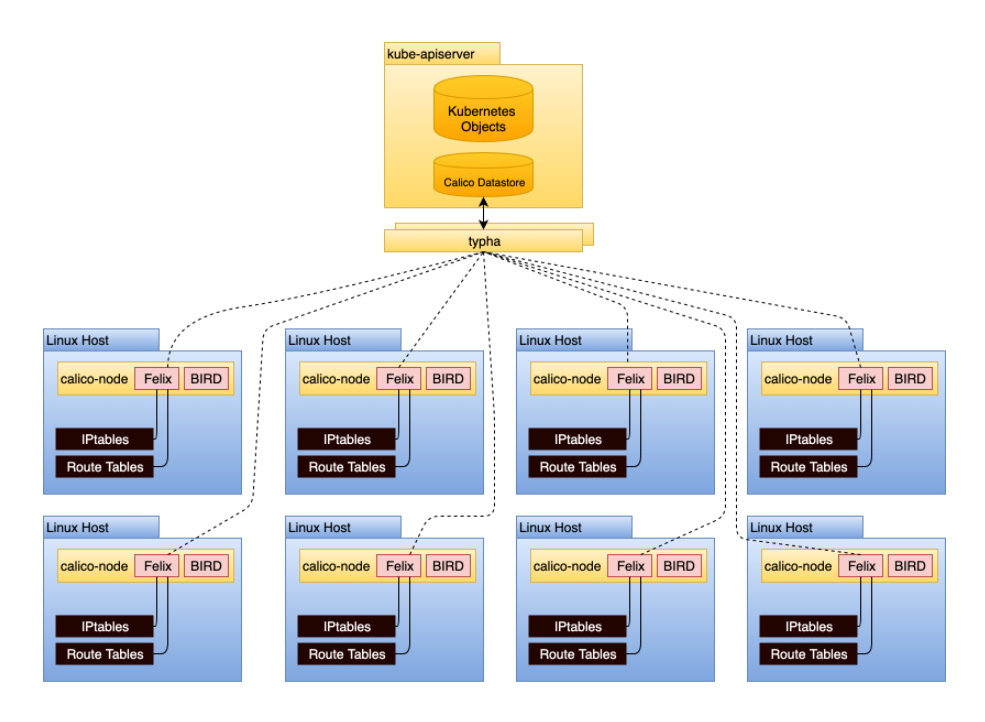 kube-apiserver
Kubernetes
Objects
Calico Datastore
typha
Linux Host
calico-node Felix BIRD
IPtables
Route Tables
Linux Host
calico-node Felix BIRD
IPtables
Route Tables
Linux Host
calico-node Felix BIRD
IPtables
Route Tables
Linux Host
calico-node Felix BIRD
IPtables
Route Tables
Linux Host
calico-node Felix BIRD
IPtables
Route Tables
Linux Host
calico-node Felix BIRD
IPtables
Route Tables
Linux Host
calico-node Felix BIRD
IPtables
Route Tables
Linux Host
calico-node Felix BIRD
IPtables
Route Tables